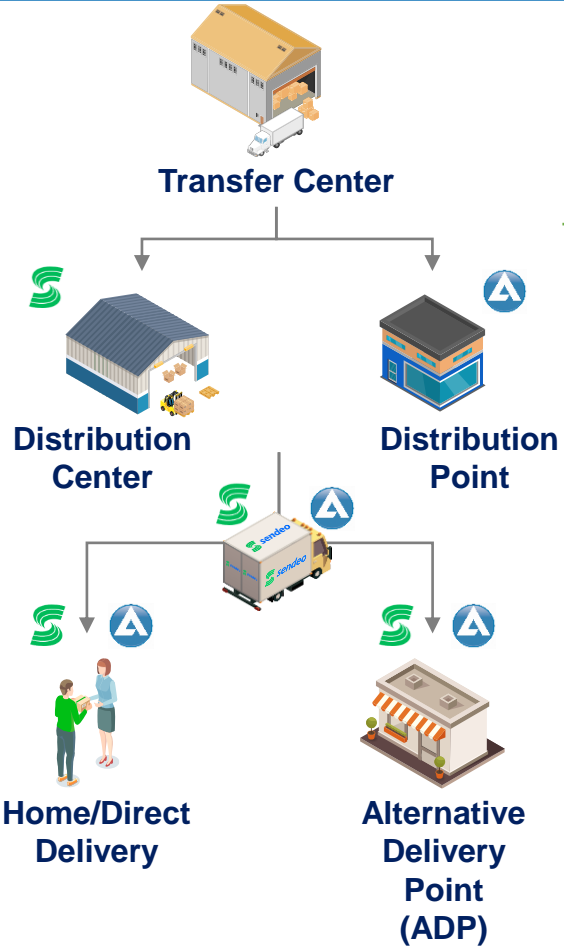 Transfer Center
Distribution
Center
Distribution
Point
sendeo
sendeo
Home/Direct
Delivery
Alternative
Delivery
Point
(ADP)